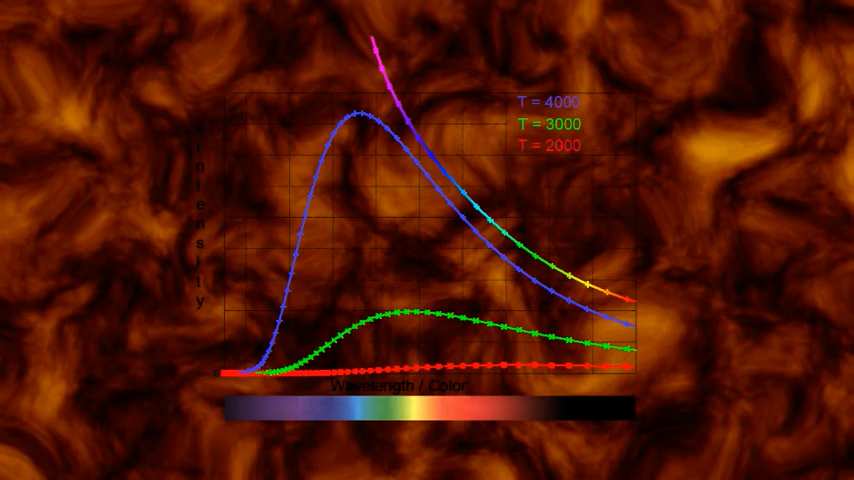 T = 4000
T = 3000
T = 2000
Intensity
Wavelength / Color